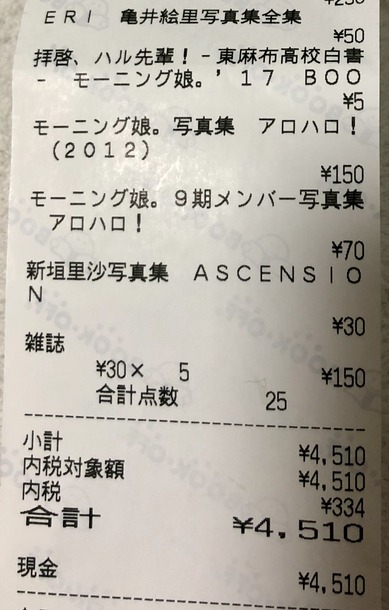 ERI　亀井絵里写真集全集
¥50
拝啓、ハル先輩！－東麻布高校白書
－　モーニング娘。’１７　ＢＯＯ
¥5
モーニング娘。写真集　アロハロ！
（２０１２）
¥150
モーニング娘。９期メンバー写真集
アロハロ！
¥70
新垣里沙写真集　ＡＳＣＥＮＳＩＯ
Ｎ
¥30
雑誌
¥30×　5　¥150
合計点数　25
小計　¥4,510
内税対象額　¥4,510
内税　¥334
合計　¥4,510
現金　¥4,510